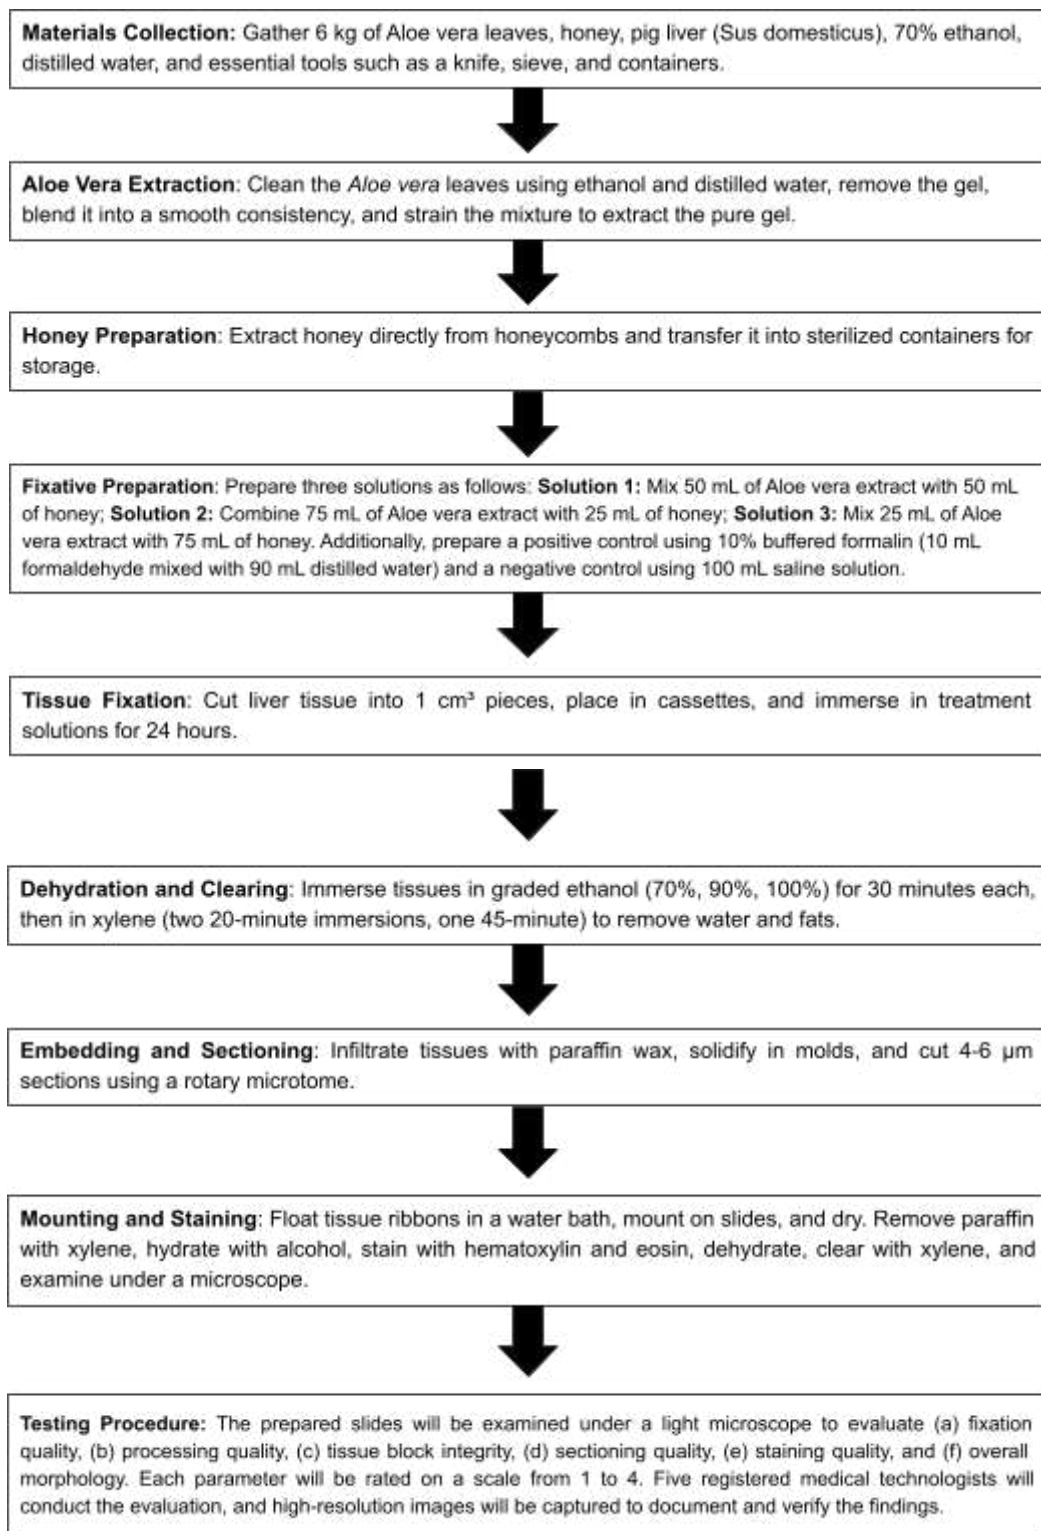 Materials Collection: Gather 6 kg of Aloe vera leaves, honey, pig liver (Sus domesticus), 70% ethanol,
distilled water, and essential tools such as a knife, sieve, and containers.
Aloe Vera Extraction: Clean the Aloe vera leaves using ethanol and distilled water, remove the gel,
blend it into a smooth consistency, and strain the mixture to extract the pure gel.
Honey Preparation: Extract honey directly from honeycombs and transfer it into sterilized containers for
storage.
Fixative Preparation: Prepare three solutions as follows: Solution 1: Mix 50 mL of Aloe vera extract with 50 mL
of honey; Solution 2: Combine 75 mL of Aloe vera extract with 25 mL of honey; Solution 3: Mix 25 mL of Aloe
vera extract with 75 mL of honey. Additionally, prepare a positive control using 10% buffered formalin (10 mL
formaldehyde mixed with 90 mL distilled water) and a negative control using 100 mL saline solution.
Tissue Fixation: Cut liver tissue into 1 cm³ pieces, place in cassettes, and immerse in treatment
solutions for 24 hours.
Dehydration and Clearing: Immerse tissues in graded ethanol (70%, 90%, 100%) for 30 minutes each,
then in xylene (two 20-minute immersions, one 45-minute) to remove water and fats.
Embedding and Sectioning: Infiltrate tissues with paraffin wax, solidify in molds, and cut 4-6 µm
sections using a rotary microtome.
Mounting and Staining: Float tissue ribbons in a water bath, mount on slides, and dry. Remove paraffin
with xylene, hydrate with alcohol, stain with hematoxylin and eosin, dehydrate, clear with xylene, and
examine under a microscope.
Testing Procedure: The prepared slides will be examined under a light microscope to evaluate (a) fixation
quality, (b) processing quality, (c) tissue block integrity, (d) sectioning quality, (e) staining quality, and (f) overall
morphology. Each parameter will be rated on a scale from 1 to 4. Five registered medical technologists will
conduct the evaluation, and high-resolution images will be captured to document and verify the findings.